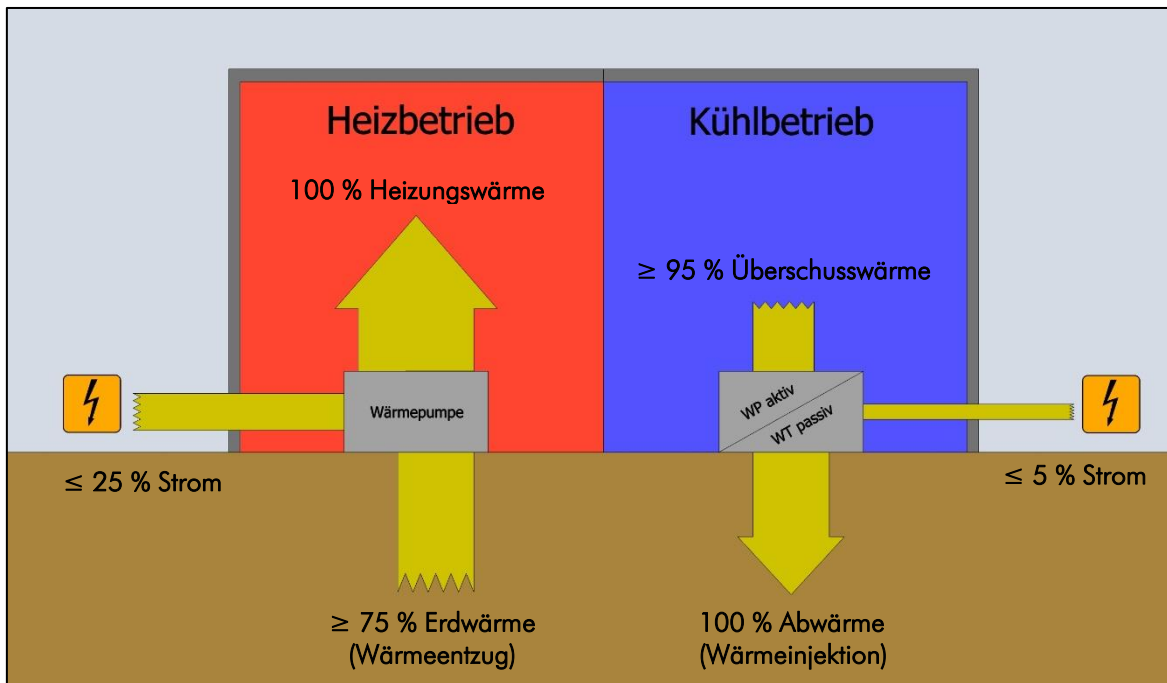 Heizbetrieb
100 % Heizungswärme
Wärmepumpe
≤ 25 % Strom
≥ 75 % Erdwärme
(Wärmeentzug)
Kühlbetrieb
≥ 95 % Überschusswärme
WP aktiv
WT passiv
≤ 5 % Strom
100 % Abwärme
(Wärmeinjektion)